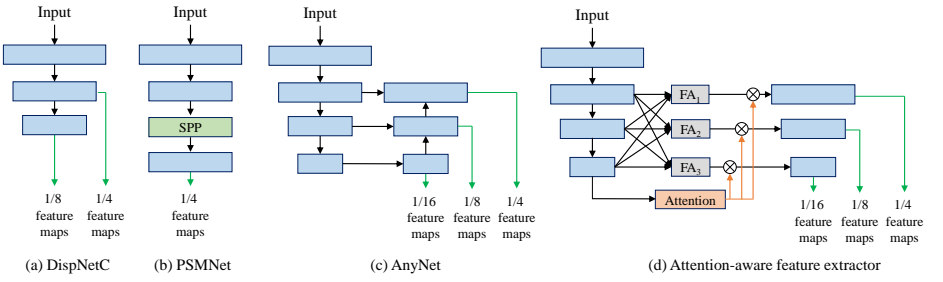 Input
1/8
feature
maps
1/4
feature
maps
(a) DispNetC
Input
SPP
1/4
feature
maps
(b) PSMNet
Input
1/16
feature
maps
1/8
feature
maps
1/4
feature
maps
(c) AnyNet
Input
FA1
FA2
FA3
Attention
1/16
feature
maps
1/8
feature
maps
1/4
feature
maps
(d) Attention-aware feature extractor